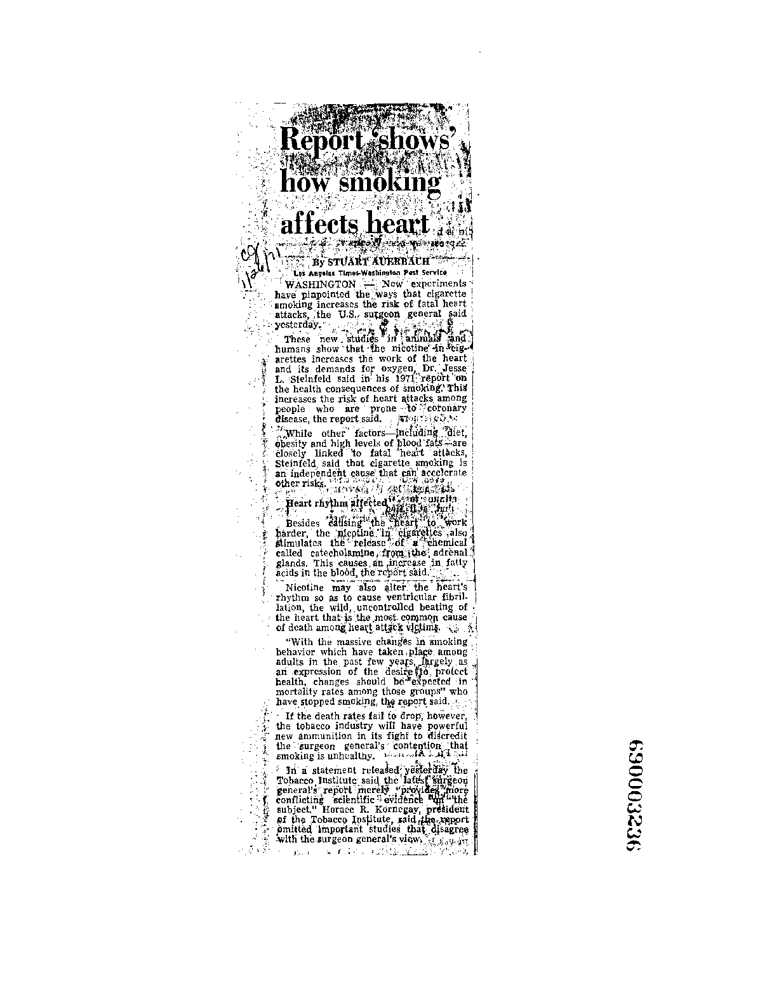 Report 'shows'
how smoking
affects heart
By STUART AUERBACH
Los Angeles Times-Washington Post Service
WASHINGTON — New experiments
have pinpointed the ways that cigarette
smoking increases the risk of fatal heart
attacks, the U.S. surgeon general said
yesterday.
These new studies in animals and
humans show that the nicotine in cig-
arettes increases the work of the heart
and its demands for oxygen, Dr. Jesse
L. Steinfeld said in his 1971 report on
the health consequences of smoking. This
increases the risk of heart attacks among
people who are prone to coronary
disease, the report said.
While other factors—including diet,
obesity and high levels of blood fats—are
closely linked to fatal heart attacks,
Steinfeld said that cigarette smoking is
an independent cause that can accelerate
other risks.
Heart rhythm affected
Besides causing the heart to work
harder, the nicotine in cigarettes also
stimulates the release of a chemical
called catecholamine from the adrenal
glands. This causes an increase in fatty
acids in the blood, the report said.
Nicotine may also alter the heart's
rhythm so as to cause ventricular fibril-
lation, the wild, uncontrolled beating of
the heart that is the most common cause
of death among heart attack victims.
"With the massive changes in smoking
behavior which have taken place among
adults in the past few years, largely as
an expression of the desire to protect
health, changes should be expected in
mortality rates among those groups" who
have stopped smoking, the report said.
If the death rates fail to drop, however,
the tobacco industry will have powerful
new ammunition in its fight to discredit
the surgeon general's contention that
smoking is unhealthy.
In a statement released yesterday the
Tobacco Institute said the latest surgeon
general's report merely "provides more
conflicting scientific evidence on the
subject." Horace R. Kornegay, president
of the Tobacco Institute, said the report
omitted important studies that disagree
with the surgeon general's view.
690003236